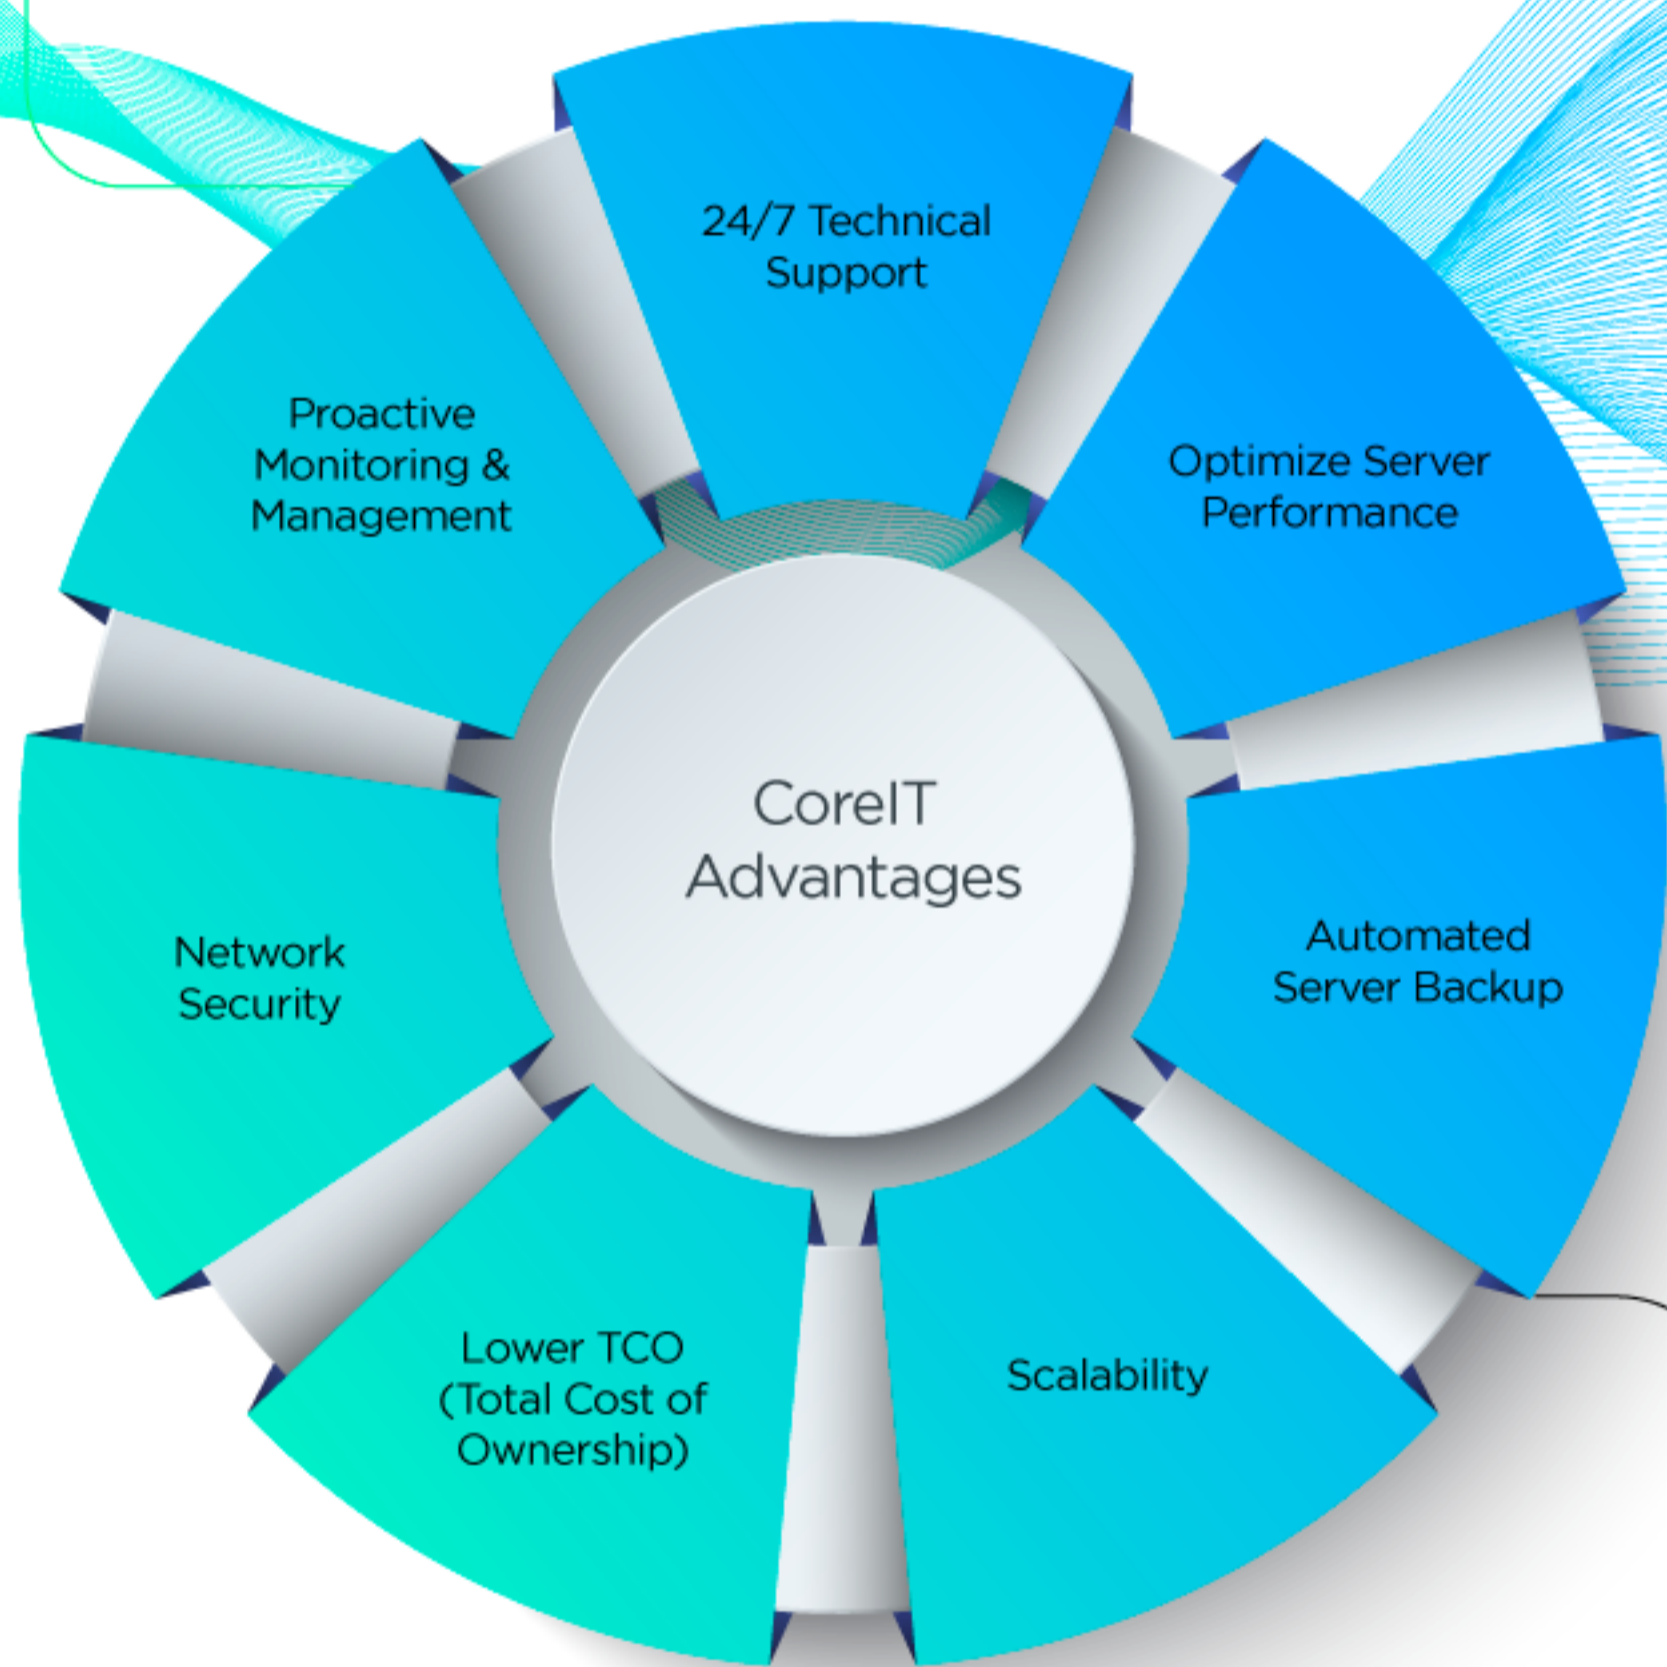 24/7 Technical
Support
Optimize Server
Performance
Automated
Server Backup
Scalability
Lower TCO
(Total Cost of
Ownership)
Network
Security
Proactive
Monitoring &
Management
CoreIT
Advantages